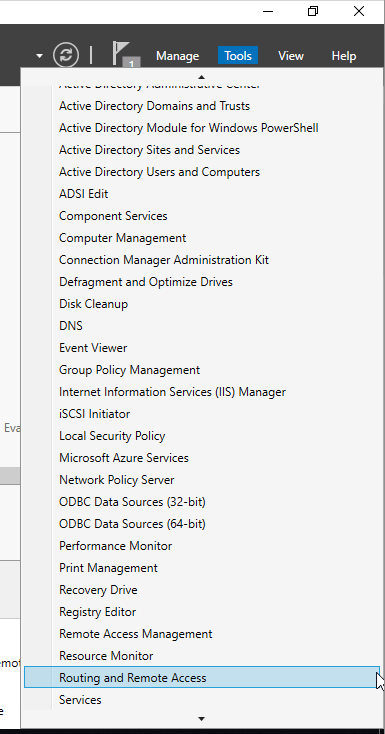 Manage Tools View Help
1
Active Directory Administrative Center
Active Directory Domains and Trusts
Active Directory Module for Windows PowerShell
Active Directory Sites and Services
Active Directory Users and Computers
ADSI Edit
Component Services
Computer Management
Connection Manager Administration Kit
Defragment and Optimize Drives
Disk Cleanup
DNS
Event Viewer
Group Policy Management
Internet Information Services (IIS) Manager
iSCSI Initiator
Eva
Local Security Policy
Microsoft Azure Services
Network Policy Server
ODBC Data Sources (32-bit)
ODBC Data Sources (64-bit)
Performance Monitor
Print Management
Recovery Drive
Registry Editor
Remote Access Management
Resource Monitor
emot
Routing and Remote Access
Services
e